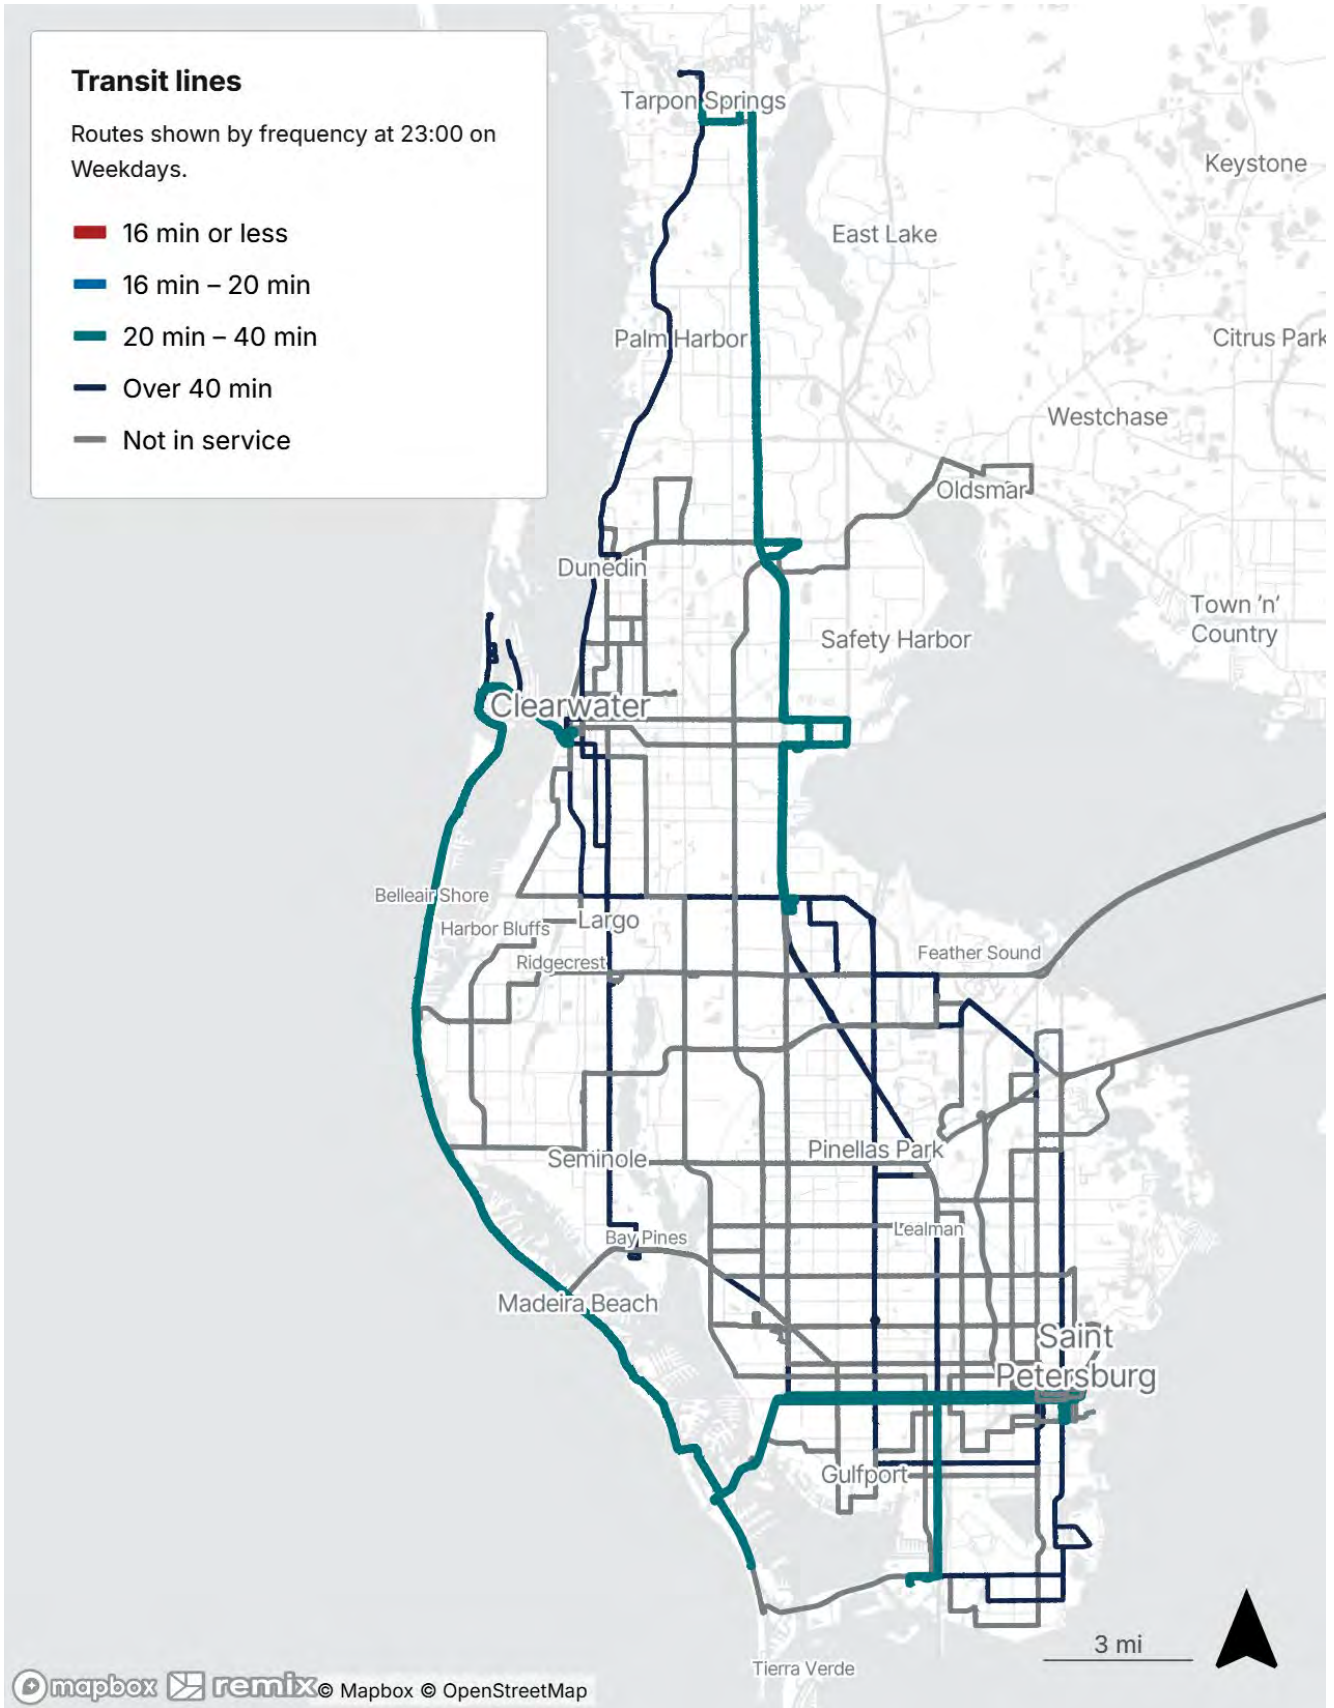 Transit lines
Routes shown by frequency at 23:00 on
Weekdays.
16 min or less
16 min – 20 min
20 min – 40 min
Over 40 min
Not in service
Tarpon Springs
Keystone
East Lake
Palm Harbor
Citrus Park
Westchase
Oldsmar
Dunedin
Town 'n'
Country
Safety Harbor
Clearwater
Belleair Shore
Largo
Harbor Bluffs
Feather Sound
Ridgecrest
Pinellas Park
Seminole
Lealman
Bay Pines
Madeira Beach
Saint
Petersburg
Gulfport
3 mi
Tierra Verde
mapbox remix © Mapbox © OpenStreetMap